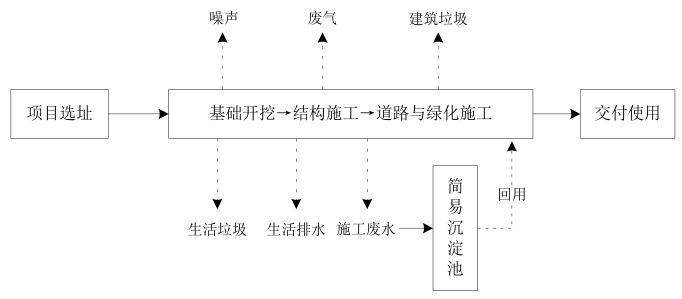 噪声
废气
建筑垃圾
项目选址
基础开挖→结构施工→道路与绿化施工
交付使用
生活垃圾
生活排水
施工废水
简易沉淀池
回用